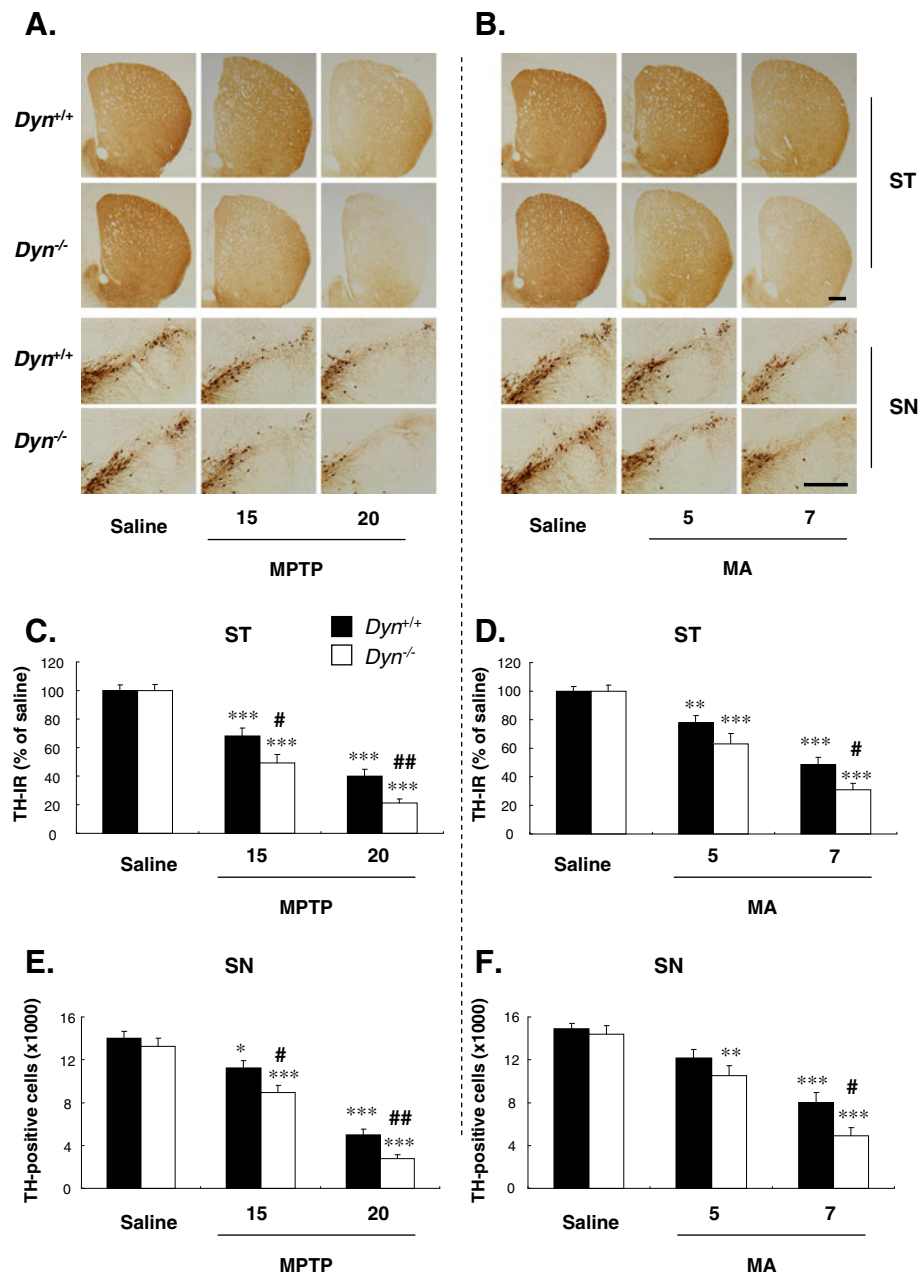 A.
B.
Dyn+/+
Dyn-/-
ST
Dyn+/+
Dyn-/-
SN
Saline 15 20
MPTP
Saline 5 7
MA
C. ST
Dyn+/+
Dyn-/-
TH-IR (% of saline)
120
100
80
60
40
20
0
*** # ***
*** ## ***
Saline 15 20
MPTP
D. ST
TH-IR (% of saline)
120
100
80
60
40
20
0
** ***
*** # ***
Saline 5 7
MA
E. SN
TH-positive cells (x1000)
16
12
8
4
0
* # ***
*** ## ***
Saline 15 20
MPTP
F. SN
TH-positive cells (x1000)
16
12
8
4
0
**
*** # ***
Saline 5 7
MA